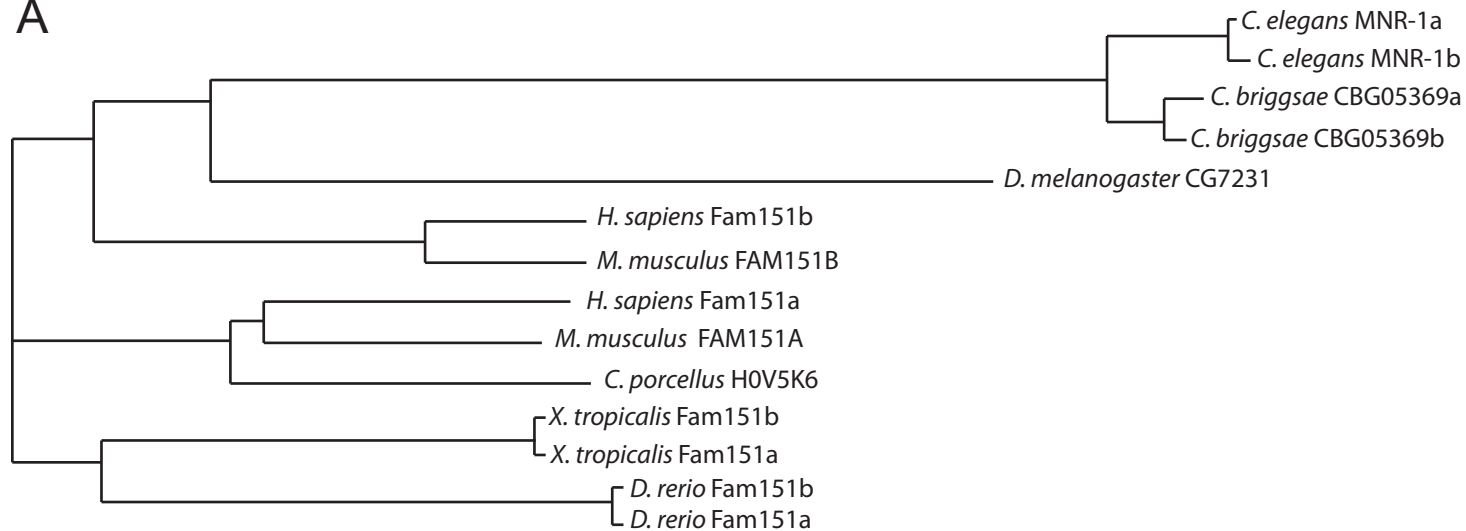 A
C. elegans MNR-1a
C. elegans MNR-1b
C. briggsae CBG05369a
C. briggsae CBG05369b
D. melanogaster CG7231
H. sapiens Fam151b
M. musculus FAM151B
H. sapiens Fam151a
M. musculus FAM151A
C. porcellus H0V5K6
X. tropicalis Fam151b
X. tropicalis Fam151a
D. rerio Fam151b
D. rerio Fam151a